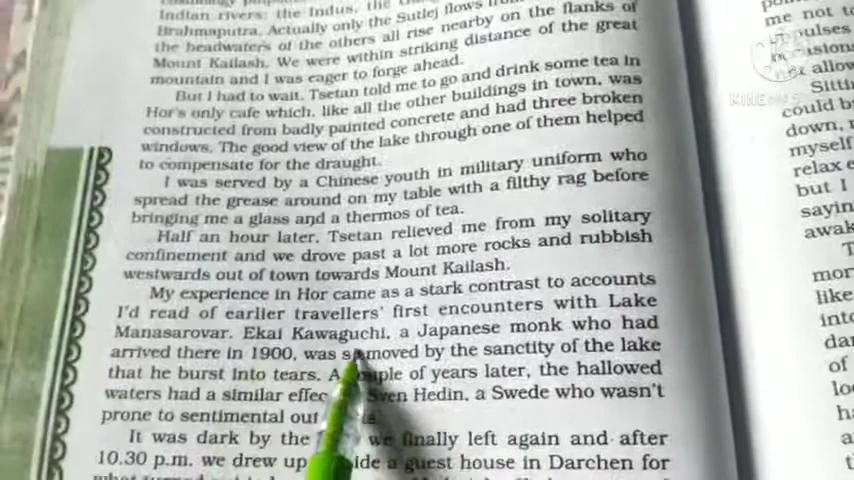 Indian rivers: the Indus, the
Brahmaputra. Actually only the Sutlej flows from
the headwaters of the others all rise nearby on the flanks of
Mount Kailash. We were within striking distance of the great
mountain and I was eager to forge ahead.
But I had to wait. Tsetan told me to go and drink some tea in
Hor's only cafe which, like all the other buildings in town, was
constructed from badly painted concrete and had three broken
windows. The good view of the lake through one of them helped
to compensate for the draught.
I was served by a Chinese youth in military uniform who
spread the grease around on my table with a filthy rag before
bringing me a glass and a thermos of tea.
Half an hour later, Tsetan relieved me from my solitary
confinement and we drove past a lot more rocks and rubbish
westwards out of town towards Mount Kailash.
My experience in Hor came as a stark contrast to accounts
I'd read of earlier travellers' first encounters with Lake
Manasarovar. Ekai Kawaguchi, a Japanese monk who had
arrived there in 1900, was so moved by the sanctity of the lake
that he burst into tears. A couple of years later, the hallowed
waters had a similar effec Sven Hedin, a Swede who wasn't
prone to sentimental out
It was dark by the we finally left again and after
10.30 p.m. we drew up side a guest house in Darchen for
me not to
could b
down,
myself
relax e
but I
sayin
awak
mor
like
into
dar
of
KINEMAS